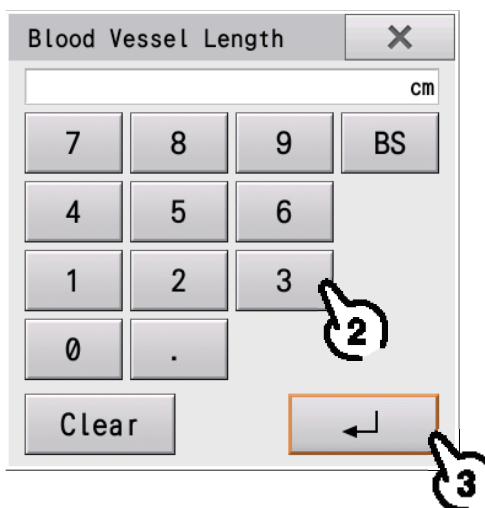 Blood Vessel Length ×
cm
7 8 9 BS
4 5 6
1 2 3
2
0 .
Clear ↵
3